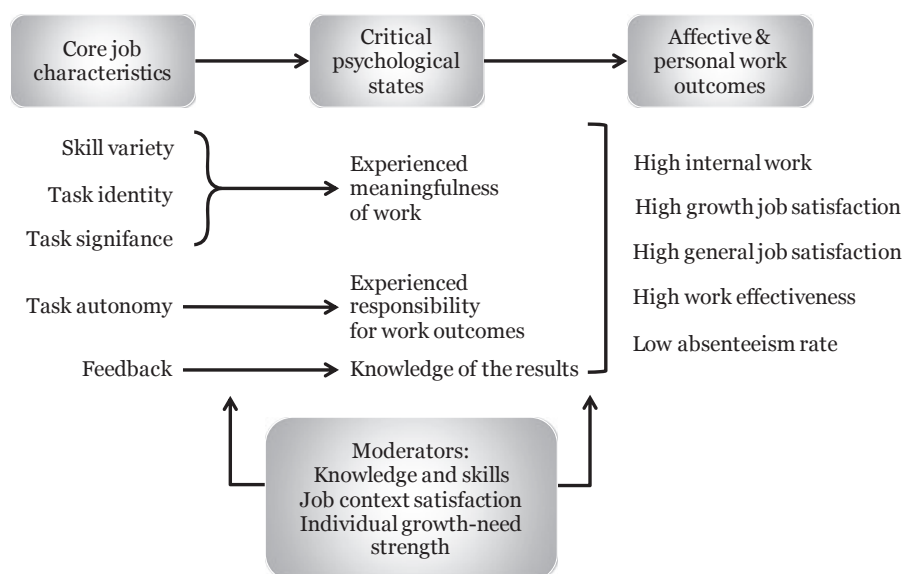 Core job
characteristics
Critical
psychological
states
Affective &
personal work
outcomes
Skill variety
Task identity
Task signifance
Experienced
meaningfulness
of work
Task autonomy
Experienced
responsibility
for work outcomes
Feedback
Knowledge of the results
High internal work
High growth job satisfaction
High general job satisfaction
High work effectiveness
Low absenteeism rate
Moderators:
Knowledge and skills
Job context satisfaction
Individual growth-need
strength